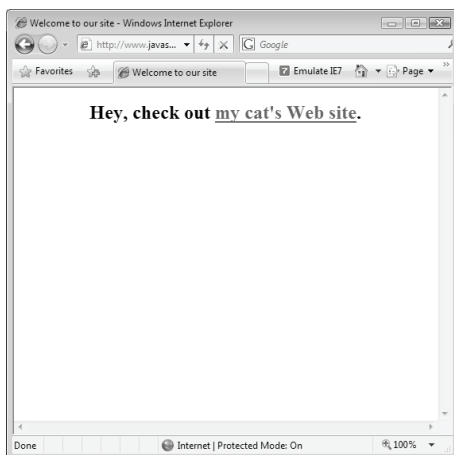 Welcome to our site - Windows Internet Explorer
http://www.javas...
Google
Favorites
Welcome to our site
Emulate IE7
Page
Hey, check out my cat's Web site.
Done
Internet | Protected Mode: On
100%